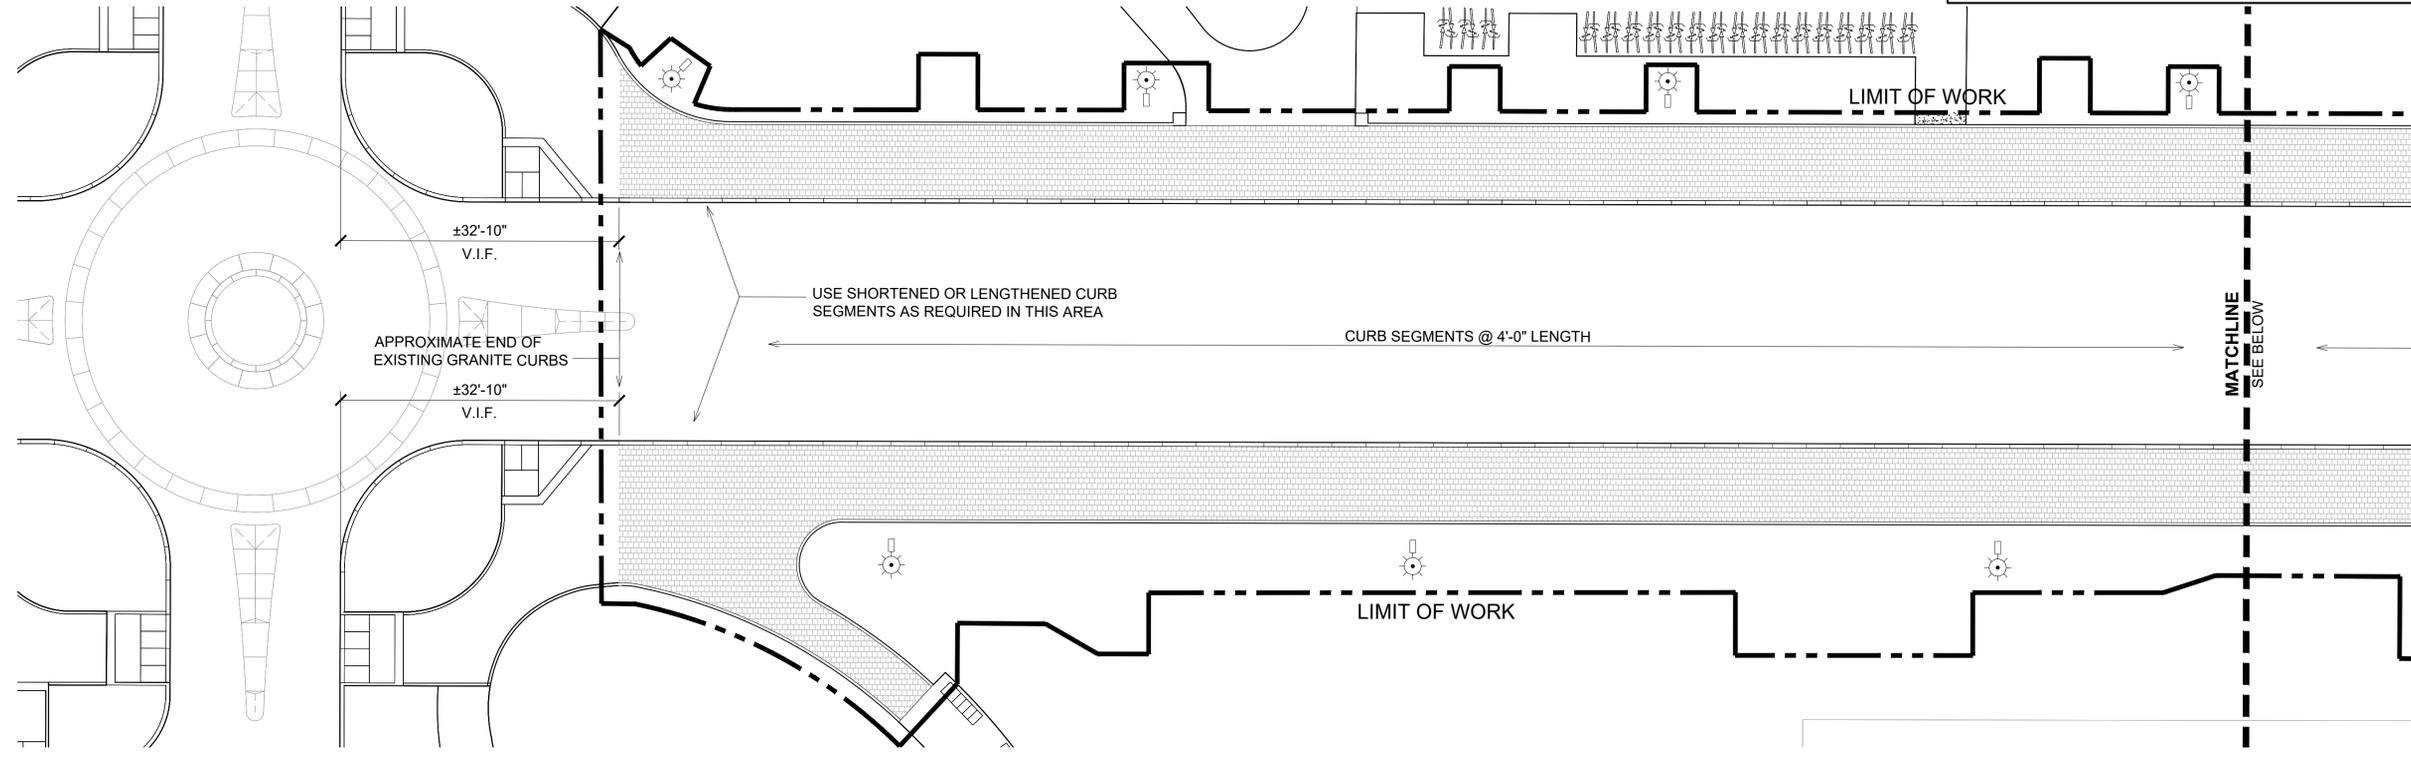 LIMIT OF WORK
±32'-10"
V.I.F.
USE SHORTENED OR LENGTHENED CURB
SEGMENTS AS REQUIRED IN THIS AREA
CURB SEGMENTS @ 4'-0" LENGTH
MATCHLINE
SEE BELOW
APPROXIMATE END OF
EXISTING GRANITE CURBS
±32'-10"
V.I.F.
LIMIT OF WORK